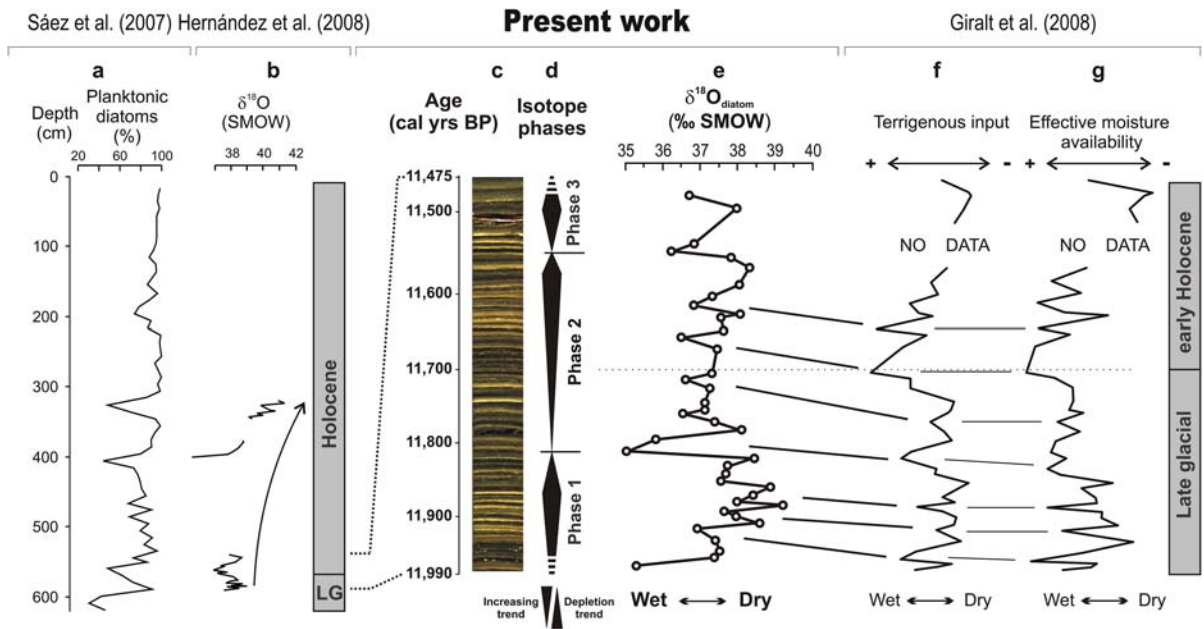 Sáez et al. (2007) Hernández et al. (2008) Present work Giralt et al. (2008)
a b c d e f g
Depth
(cm)
Planktonic
diatoms
(%)
20 60 100
δ¹⁸O
(SMOW)
38 40 42
Age
(cal yrs BP)
Isotope
phases
δ¹⁸Odiatom
(‰ SMOW)
35 36 37 38 39 40
Terrigenous input
+ -
Effective moisture
availability
+ -
0
100
200
300
400
500
600
Holocene
LG
11,475
11,500
11,600
11,700
11,800
11,900
11,990
Phase 3
Phase 2
Phase 1
Increasing
trend
Depletion
trend
Wet Dry
NO DATA
NO DATA
Wet Dry
Wet Dry
early Holocene
Late glacial